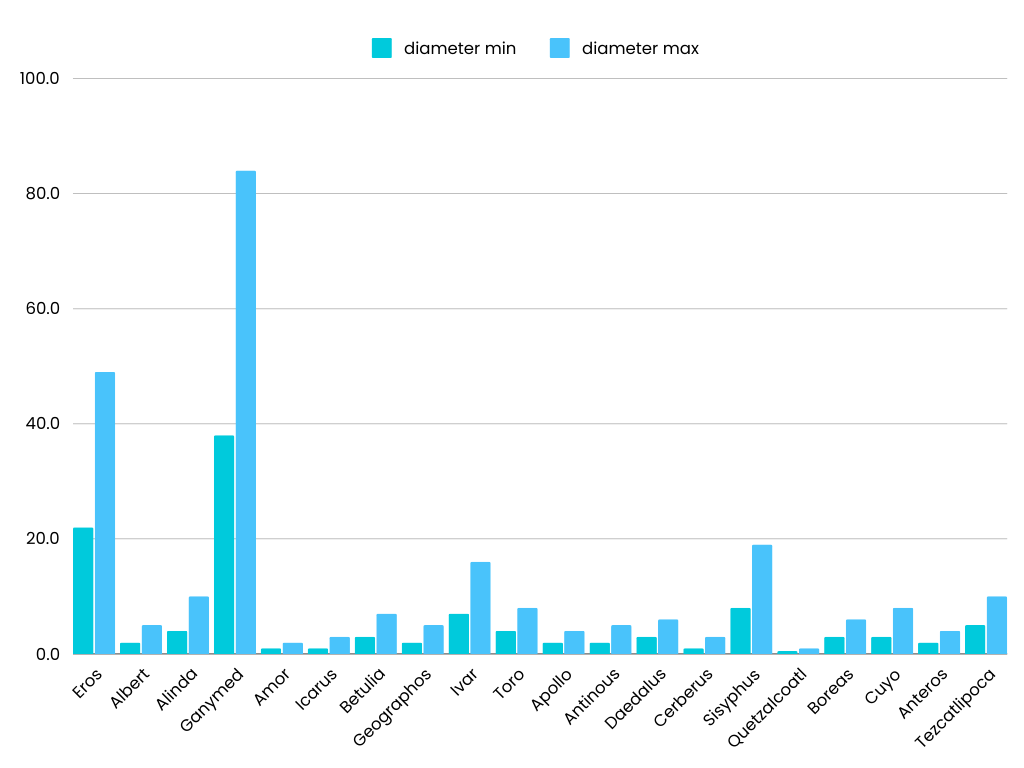 diameter min diameter max
100.0
80.0
60.0
40.0
20.0
0.0
Eros
Albert
Alinda
Ganymed
Amor
Icarus
Betulia
Geographos
Ivar
Toro
Apollo
Antinous
Daedalus
Cerberus
Sisyphus
Quetzalcoatl
Boreas
Cuyo
Anteros
Tezcatlipoca